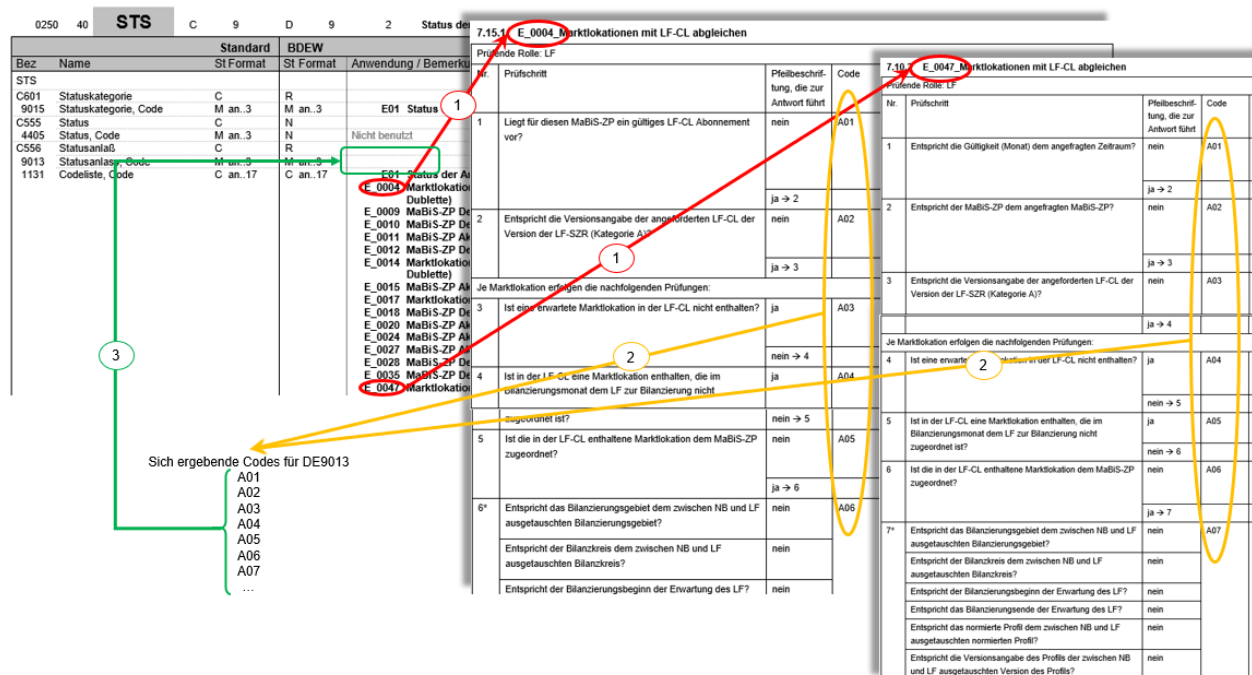 0250 40 STS C 9 D 9 2 Status der
Standard BDEW
Bez Name St Format St Format Anwendung / Bemerku
STS
C601 Statuskategorie C R
9015 Statuskategorie, Code M an..3 M an..3 E01 Status
C555 Status C N
4405 Status, Code M an..3 N Nicht benutzt
C556 Statusanlaß C R
9013 Statusanlass, Code M an..3 M an..3
1131 Codeliste, Code C an..17 C an..17 E01 Status der An
E_0004 Marktlokation
Dublette)
E_0009 MaBiS-ZP De
E_0010 MaBiS-ZP De
E_0011 MaBiS-ZP Ak
E_0012 MaBiS-ZP De
E_0014 Marktlokation
Dublette)
E_0015 MaBiS-ZP Ak
E_0017 Marktlokation
E_0018 MaBiS-ZP De
E_0020 MaBiS-ZP Ak
E_0024 MaBiS-ZP Ak
E_0027 MaBiS-ZP Ak
E_0028 MaBiS-ZP De
E_0035 MaBiS-ZP Ak
E_0047 Marktlokation
1
1
2
2
3
Sich ergebende Codes für DE9013
A01
A02
A03
A04
A05
A06
A07
...
7.15.1 E_0004_Marktlokationen mit LF-CL abgleichen
Prüfende Rolle: LF
Nr. Prüfschritt Pfeilbeschrif- Code
tung, die zur
Antwort führt
1 Liegt für diesen MaBiS-ZP ein gültiges LF-CL Abonnement nein A01
vor?
ja → 2
2 Entspricht die Versionsangabe der angeforderten LF-CL der nein A02
Version der LF-SZR (Kategorie A)?
ja → 3
Je Marktlokation erfolgen die nachfolgenden Prüfungen:
3 Ist eine erwartete Marktlokation in der LF-CL nicht enthalten? ja A03
nein → 4
4 Ist in der LF-CL eine Marktlokation enthalten, die im ja A04
Bilanzierungsmonat dem LF zur Bilanzierung nicht
zugeordnet ist? nein → 5
5 Ist die in der LF-CL enthaltene Marktlokation dem MaBiS-ZP nein A05
zugeordnet?
ja → 6
6* Entspricht das Bilanzierungsgebiet dem zwischen NB und LF nein A06
ausgetauschten Bilanzierungsgebiet?
Entspricht der Bilanzkreis dem zwischen NB und LF nein
ausgetauschten Bilanzkreis?
Entspricht der Bilanzierungsbeginn der Erwartung des LF? nein
7.10. E_0047_Marktlokationen mit LF-CL abgleichen
Prüfende Rolle: LF
Nr. Prüfschritt Pfeilbeschrif- Code
tung, die zur
Antwort führt
1 Entspricht die Gültigkeit (Monat) dem angefragten Zeitraum? nein A01
ja → 2
2 Entspricht der MaBiS-ZP dem angefragten MaBiS-ZP? nein A02
ja → 3
3 Entspricht die Versionsangabe der angeforderten LF-CL der nein A03
Version der LF-SZR (Kategorie A)?
ja → 4
Je Marktlokation erfolgen die nachfolgenden Prüfungen:
4 Ist eine erwartete Marktlokation in der LF-CL nicht enthalten? ja A04
nein → 5
5 Ist in der LF-CL eine Marktlokation enthalten, die im ja A05
Bilanzierungsmonat dem LF zur Bilanzierung nicht
zugeordnet ist? nein → 6
6 Ist die in der LF-CL enthaltene Marktlokation dem MaBiS-ZP nein A06
zugeordnet?
ja → 7
7* Entspricht das Bilanzierungsgebiet dem zwischen NB und LF nein A07
ausgetauschten Bilanzierungsgebiet?
Entspricht der Bilanzkreis dem zwischen NB und LF nein
ausgetauschten Bilanzkreis?
Entspricht der Bilanzierungsbeginn der Erwartung des LF? nein
Entspricht das Bilanzierungsende der Erwartung des LF? nein
Entspricht das normierte Profil dem zwischen NB und LF nein
ausgetauschten normierten Profil?
Entspricht die Versionsangabe des Profils der zwischen NB nein
und LF ausgetauschten Version des Profils?